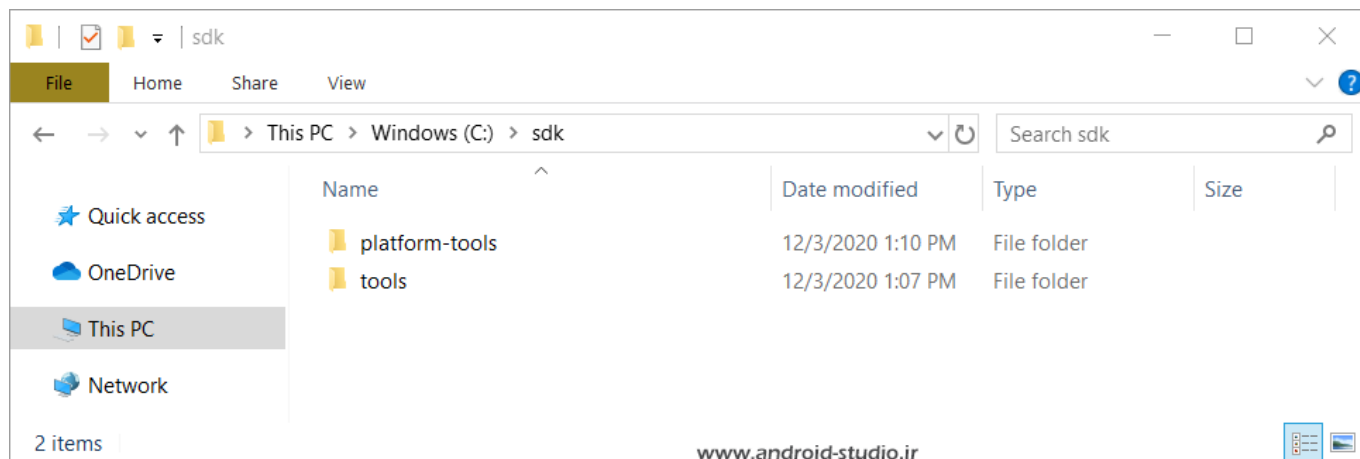 sdk
File Home Share View
This PC > Windows (C:) > sdk Search sdk
Name Date modified Type Size
Quick access
platform-tools 12/3/2020 1:10 PM File folder
OneDrive
tools 12/3/2020 1:07 PM File folder
This PC
Network
2 items
www.android-studio.ir